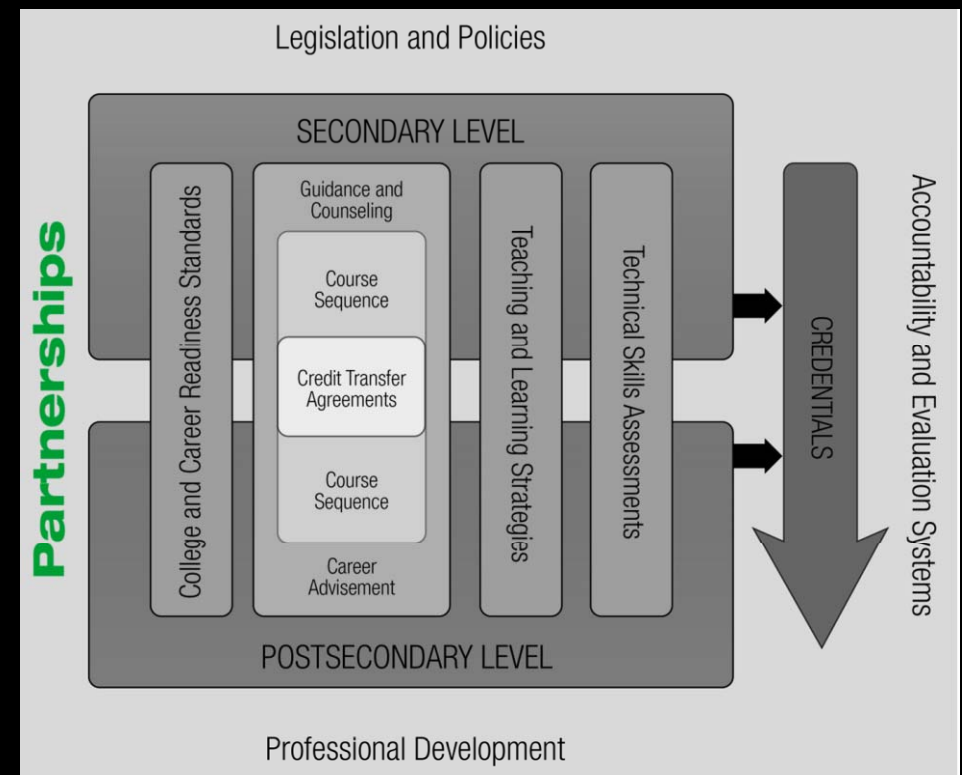 Legislation and Policies
SECONDARY LEVEL
Partnerships
College and Career Readiness Standards
Guidance and
Counseling
Course
Sequence
Credit Transfer
Agreements
Course
Sequence
Career
Advisement
Teaching and Learning Strategies
Technical Skills Assessments
CREDENTIALS
Accountability and Evaluation Systems
POSTSECONDARY LEVEL
Professional Development